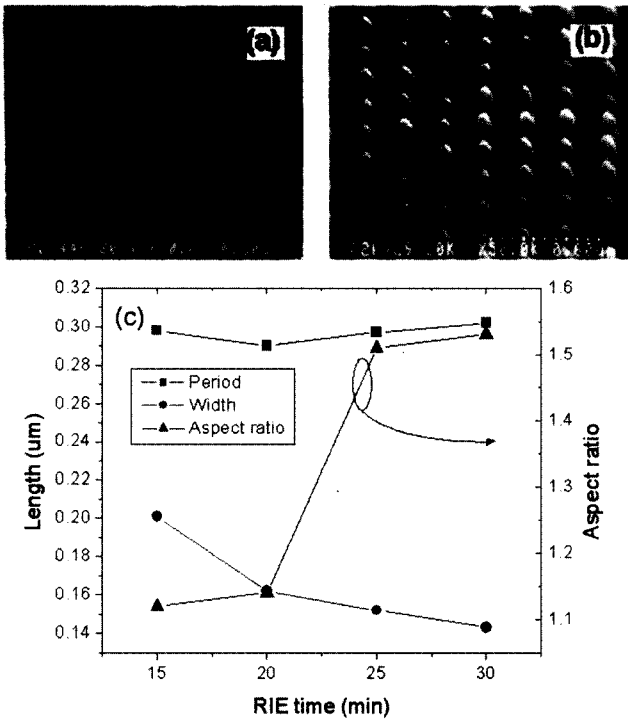 (a)
(b)
(c)
0.32
0.30
0.28
0.26
0.24
0.22
0.20
0.18
0.16
0.14
Length (um)
Period
Width
Aspect ratio
1.6
1.5
1.4
1.3
1.2
1.1
Aspect ratio
15
20
25
30
RIE time (min)